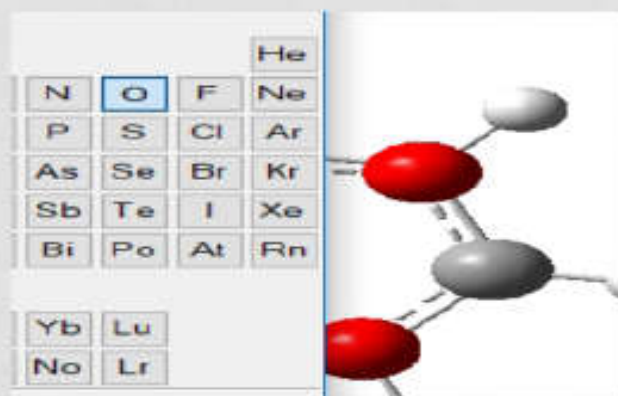 He
N O F Ne
P S Cl Ar
As Se Br Kr
Sb Te I Xe
Bi Po At Rn
Yb Lu
No Lr